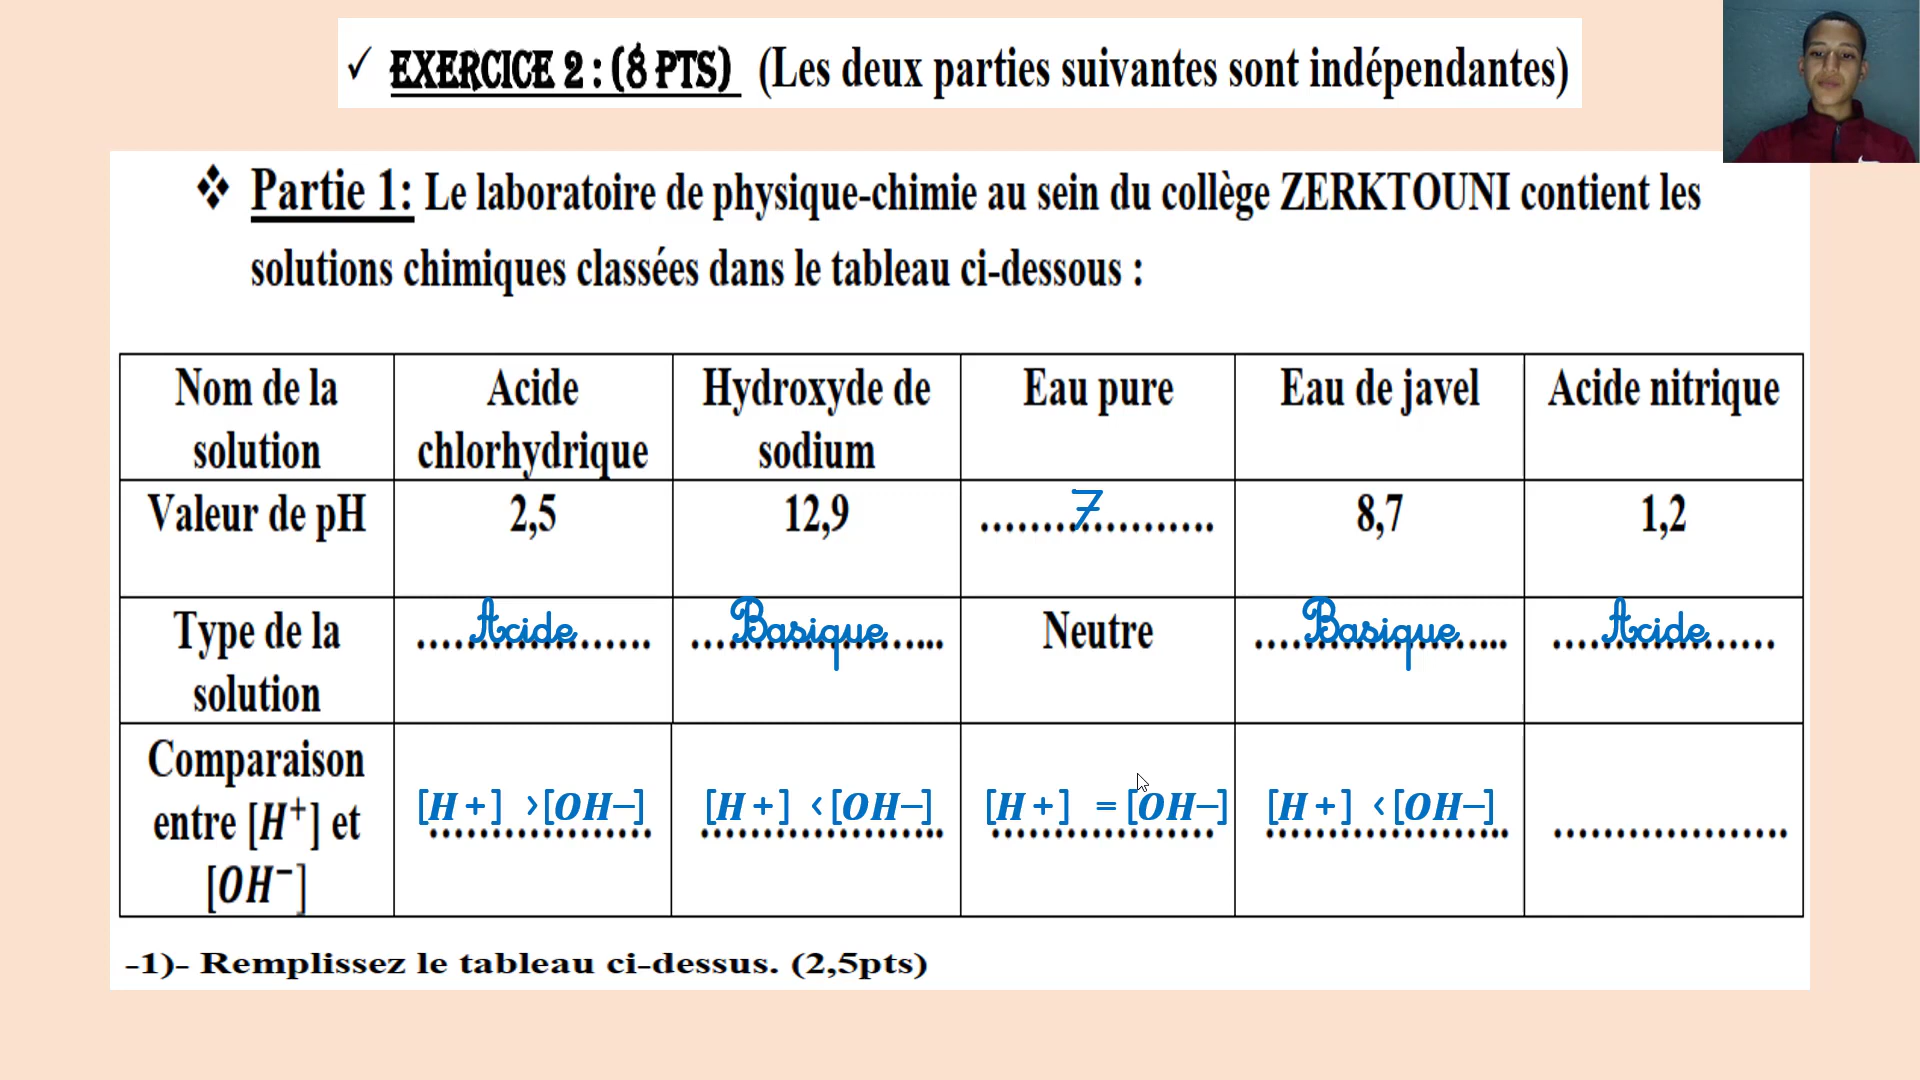 ✓ EXERCICE 2 : (8 PTS) (Les deux parties suivantes sont indépendantes)
❖ Partie 1: Le laboratoire de physique-chimie au sein du collège ZERKTOUNI contient les
solutions chimiques classées dans le tableau ci-dessous :
Nom de la solution | Acide chlorhydrique | Hydroxyde de sodium | Eau pure | Eau de javel | Acide nitrique
Valeur de pH | 2,5 | 12,9 | 7 | 8,7 | 1,2
Type de la solution | Acide | Basique | Neutre | Basique | Acide
Comparaison entre [H⁺] et [OH⁻] | [H+] >[OH−] | [H+] <[OH−] | [H+] =[OH−] | [H+] <[OH−] | ...................
-1)- Remplissez le tableau ci-dessus. (2,5pts)